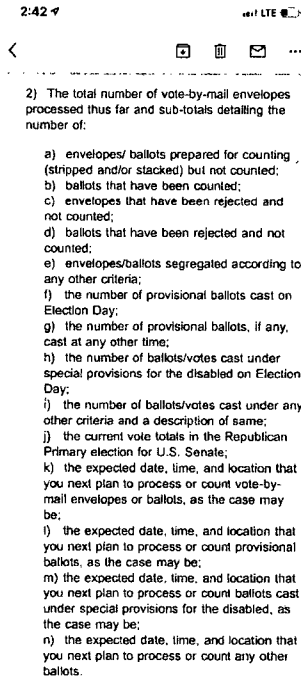 2:42
LTE
2) The total number of vote-by-mail envelopes
processed thus far and sub-totals detailing the
number of:
a) envelopes/ ballots prepared for counting
(stripped and/or stacked) but not counted;
b) ballots that have been counted;
c) envelopes that have been rejected and
not counted;
d) ballots that have been rejected and not
counted;
e) envelopes/ballots segregated according to
any other criteria;
f) the number of provisional ballots cast on
Election Day;
g) the number of provisional ballots, if any,
cast at any other time;
h) the number of ballots/votes cast under
special provisions for the disabled on Election
Day;
i) the number of ballots/votes cast under any
other criteria and a description of same;
j) the current vote totals in the Republican
Primary election for U.S. Senate;
k) the expected date, time, and location that
you next plan to process or count vote-by-
mail envelopes or ballots, as the case may
be;
l) the expected date, time, and location that
you next plan to process or count provisional
ballots, as the case may be;
m) the expected date, time, and location that
you next plan to process or count ballots cast
under special provisions for the disabled, as
the case may be;
n) the expected date, time, and location that
you next plan to process or count any other
ballots.